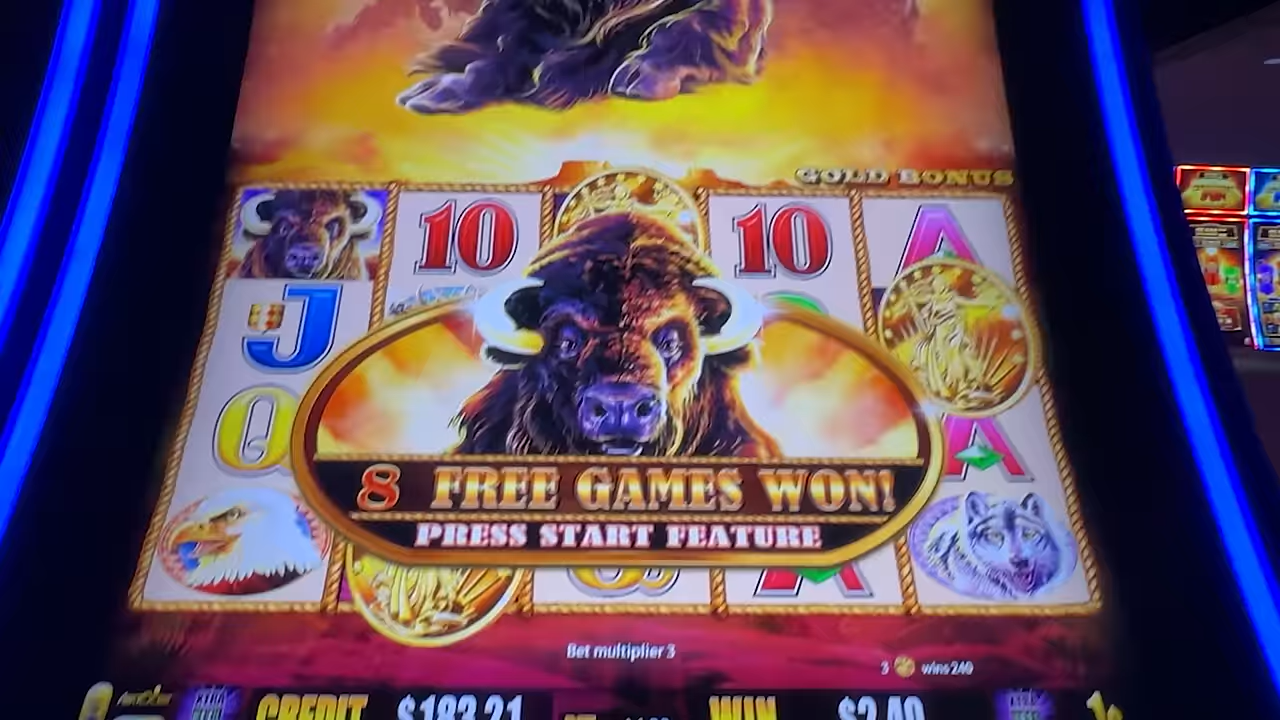 GOLD BONUS
10
10
A
J
Q
A
8 FREE GAMES WON!
PRESS START FEATURE
Bet multiplier 3
3 wins 240
CREDIT $183.21 WIN $2.40